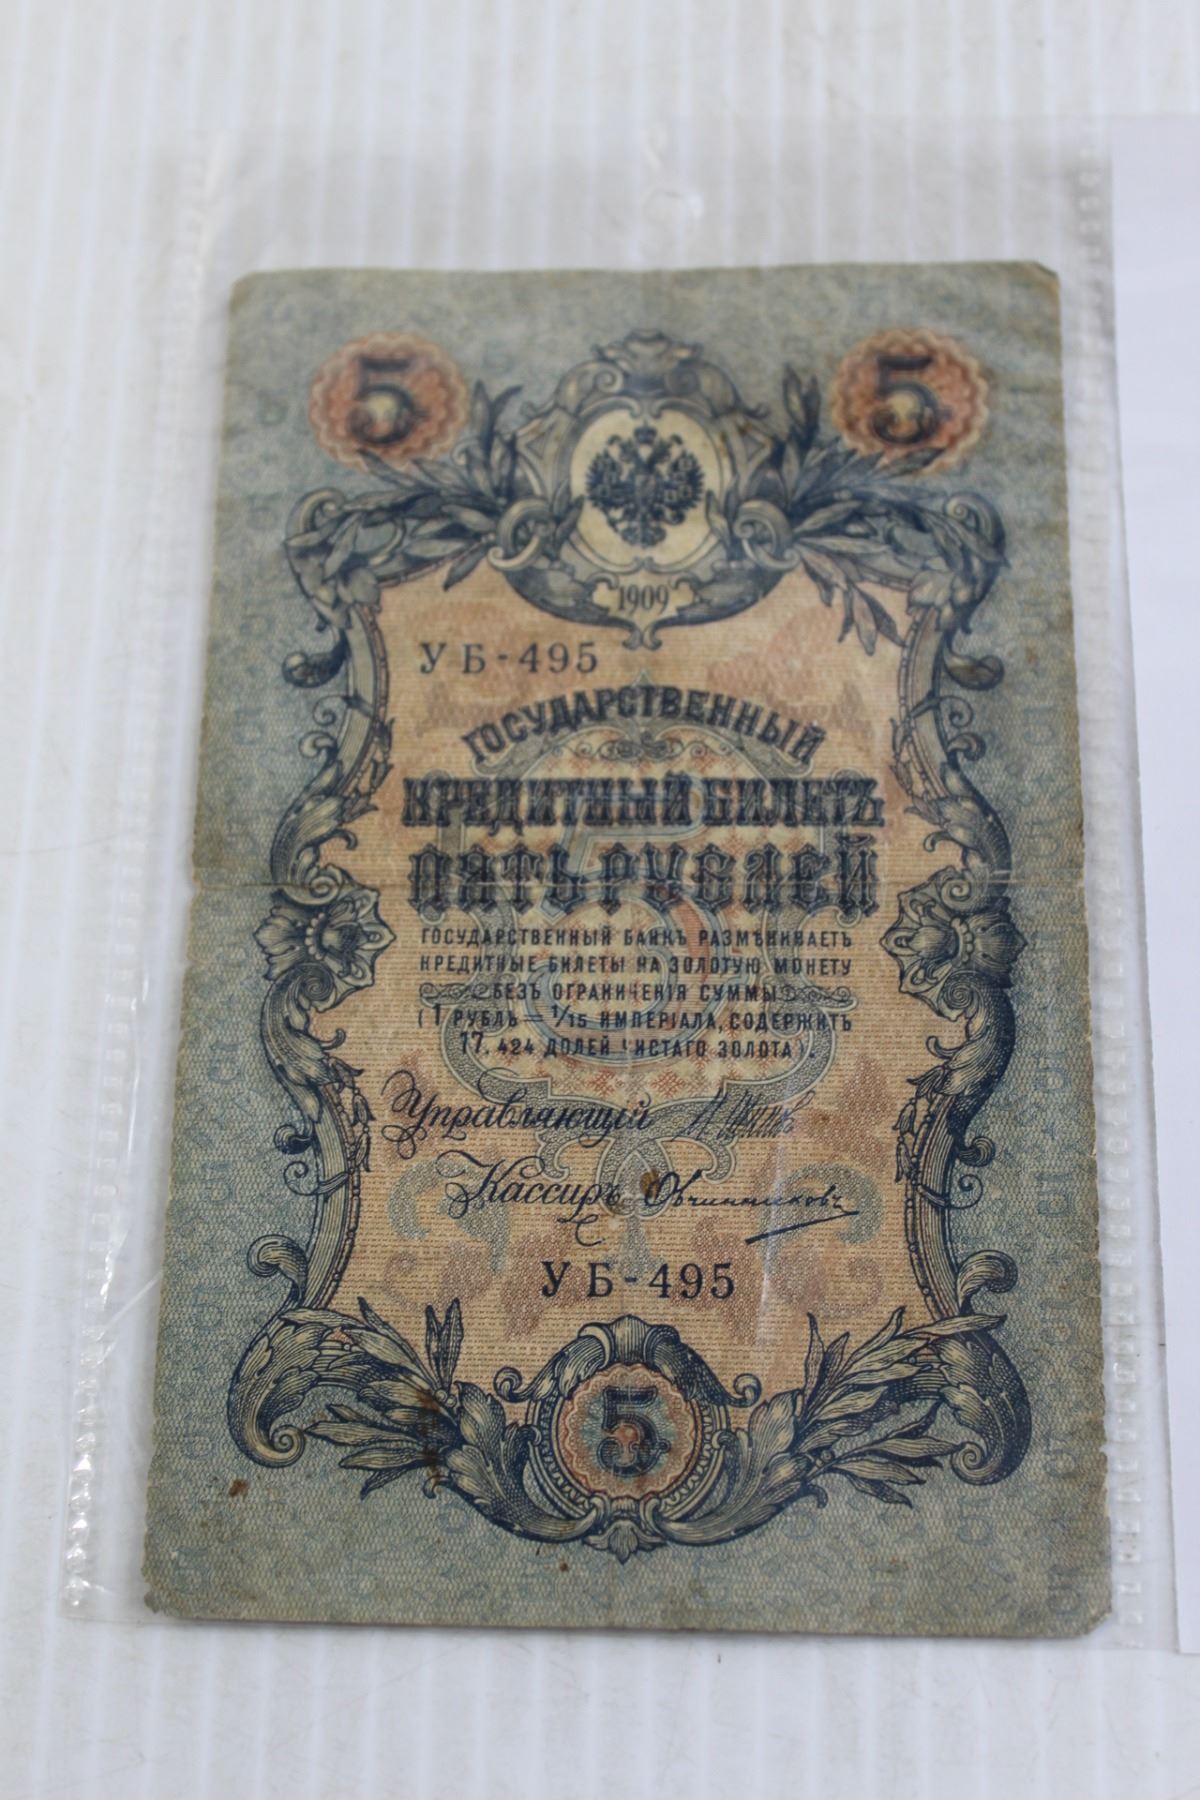 5 5
1909
УБ-495
ГОСУДАРСТВЕННЫЙ
КРЕДИТНЫЙ БИЛЕТЪ
ПЯТЬ РУБЛЕЙ
ГОСУДАРСТВЕННЫЙ БАНКЪ РАЗМѢНИВАЕТЪ
КРЕДИТНЫЕ БИЛЕТЫ НА ЗОЛОТУЮ МОНЕТУ
БЕЗЪ ОГРАНИЧЕНІЯ СУММЫ
(1 РУБЛЬ = 1/15 ИМПЕРІАЛА, СОДЕРЖИТЪ
17,424 ДОЛЕЙ ЧИСТАГО ЗОЛОТА).
Управляющій
Кассиръ Овчинниковъ
УБ-495
5